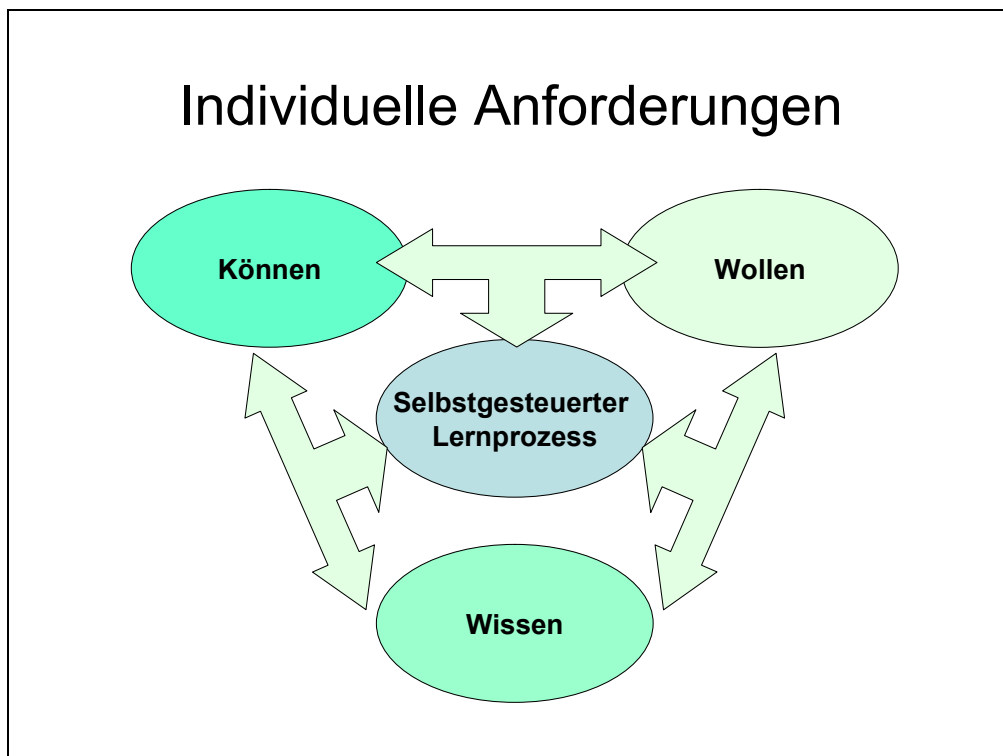 Individuelle Anforderungen
Können
Wollen
Selbstgesteuerter
Lernprozess
Wissen